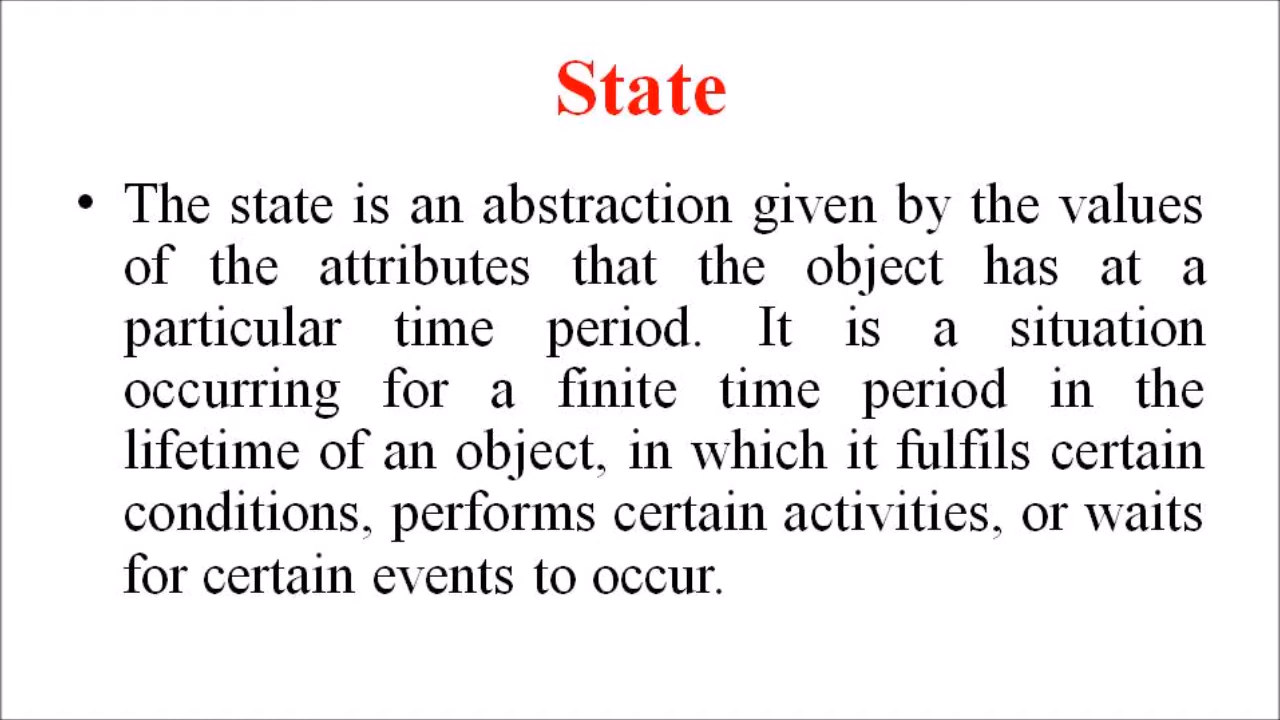 State
• The state is an abstraction given by the values
of the attributes that the object has at a
particular time period. It is a situation
occurring for a finite time period in the
lifetime of an object, in which it fulfils certain
conditions, performs certain activities, or waits
for certain events to occur.